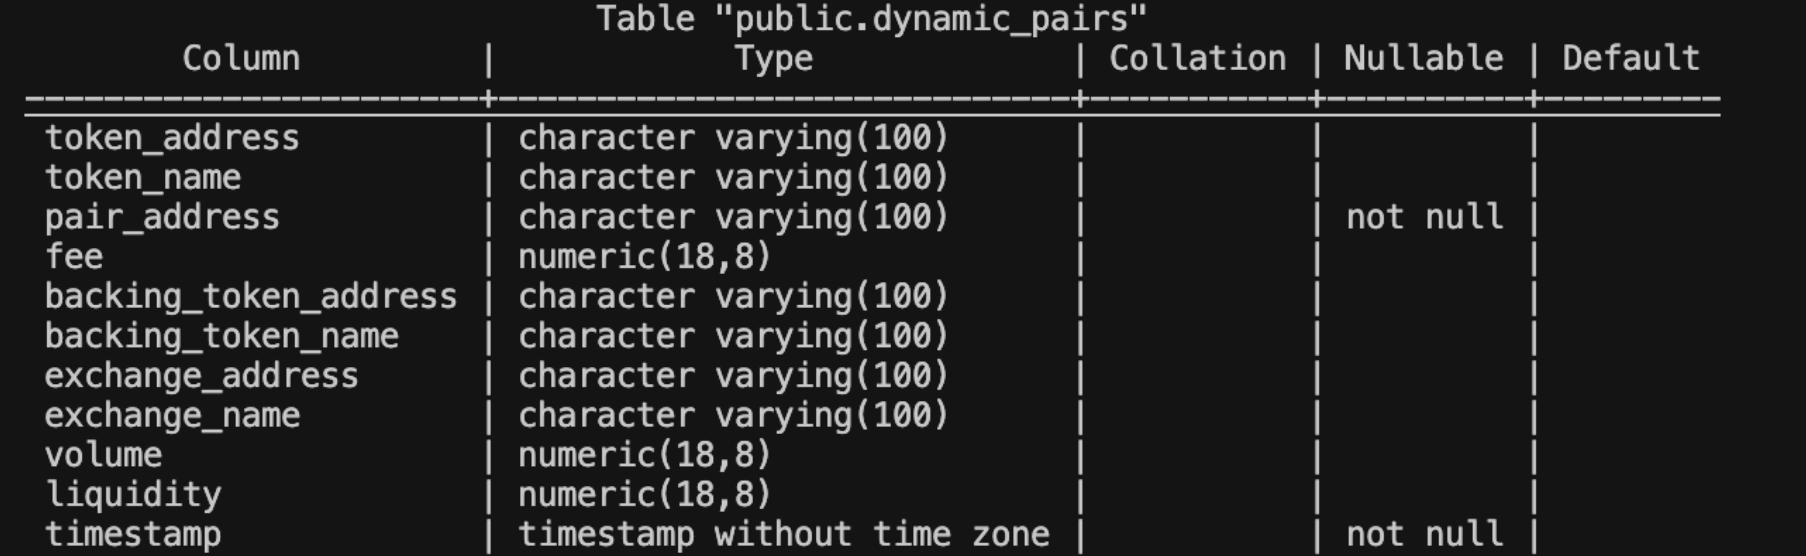 Table "public.dynamic_pairs"
Column | Type | Collation | Nullable | Default
-----------------------+------------------------------+-----------+----------+---------
token_address | character varying(100) | | |
token_name | character varying(100) | | |
pair_address | character varying(100) | | not null |
fee | numeric(18,8) | | |
backing_token_address | character varying(100) | | |
backing_token_name | character varying(100) | | |
exchange_address | character varying(100) | | |
exchange_name | character varying(100) | | |
volume | numeric(18,8) | | |
liquidity | numeric(18,8) | | |
timestamp | timestamp without time zone | | not null |